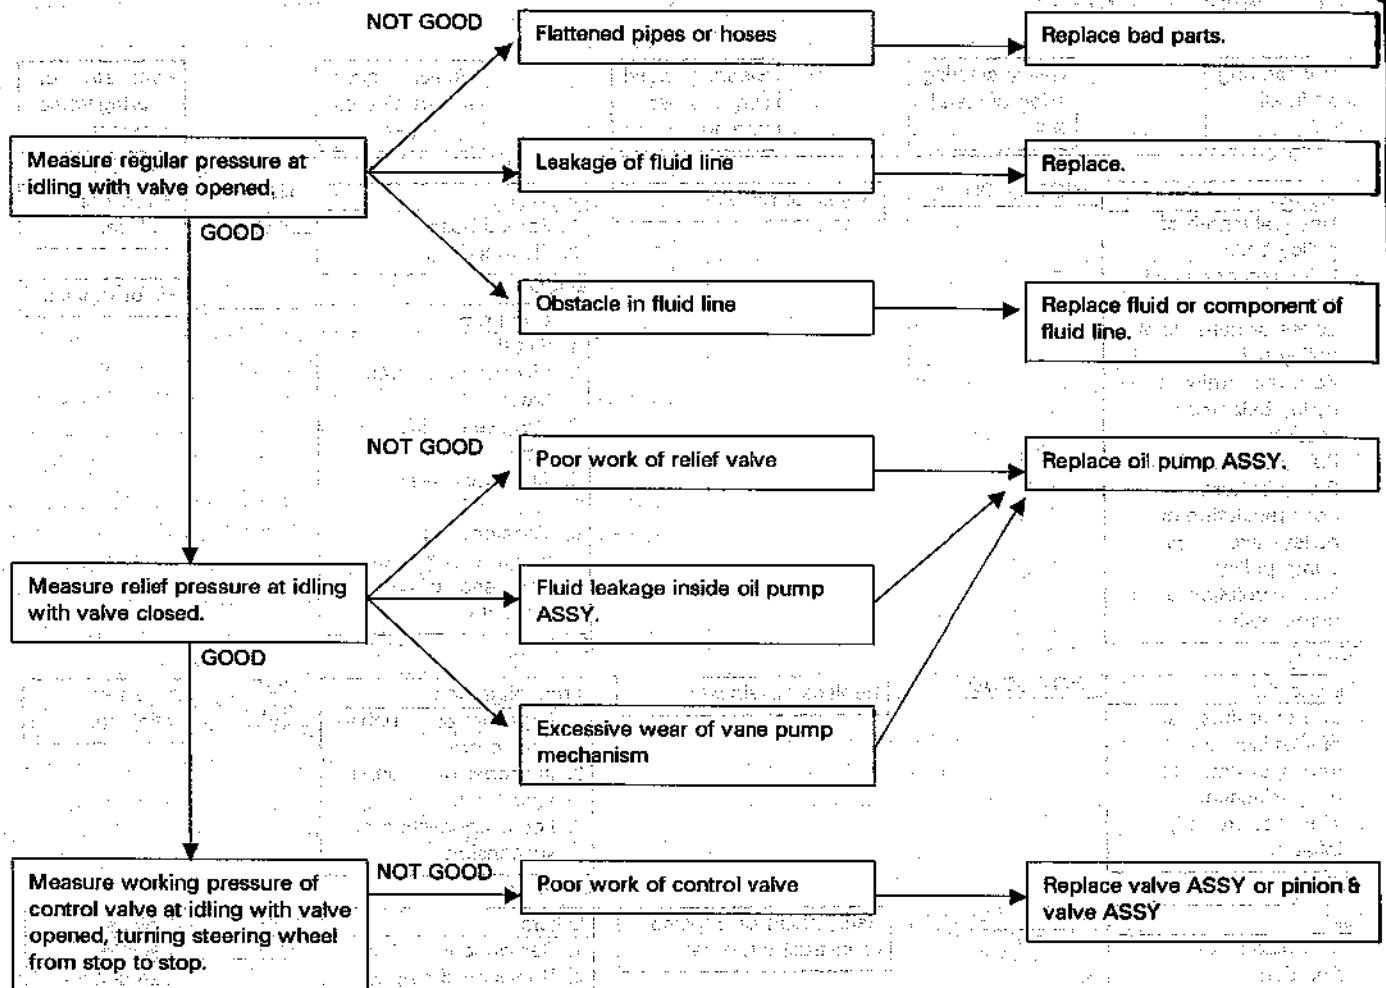 NOT GOOD
Flattened pipes or hoses
Replace bad parts.
Measure regular pressure at
idling with valve opened.
Leakage of fluid line
Replace.
GOOD
Obstacle in fluid line
Replace fluid or component of
fluid line.
NOT GOOD
Poor work of relief valve
Replace oil pump ASSY.
Measure relief pressure at idling
with valve closed.
Fluid leakage inside oil pump
ASSY.
GOOD
Excessive wear of vane pump
mechanism
Measure working pressure of
control valve at idling with valve
opened, turning steering wheel
from stop to stop.
NOT GOOD
Poor work of control valve
Replace valve ASSY or pinion &
valve ASSY